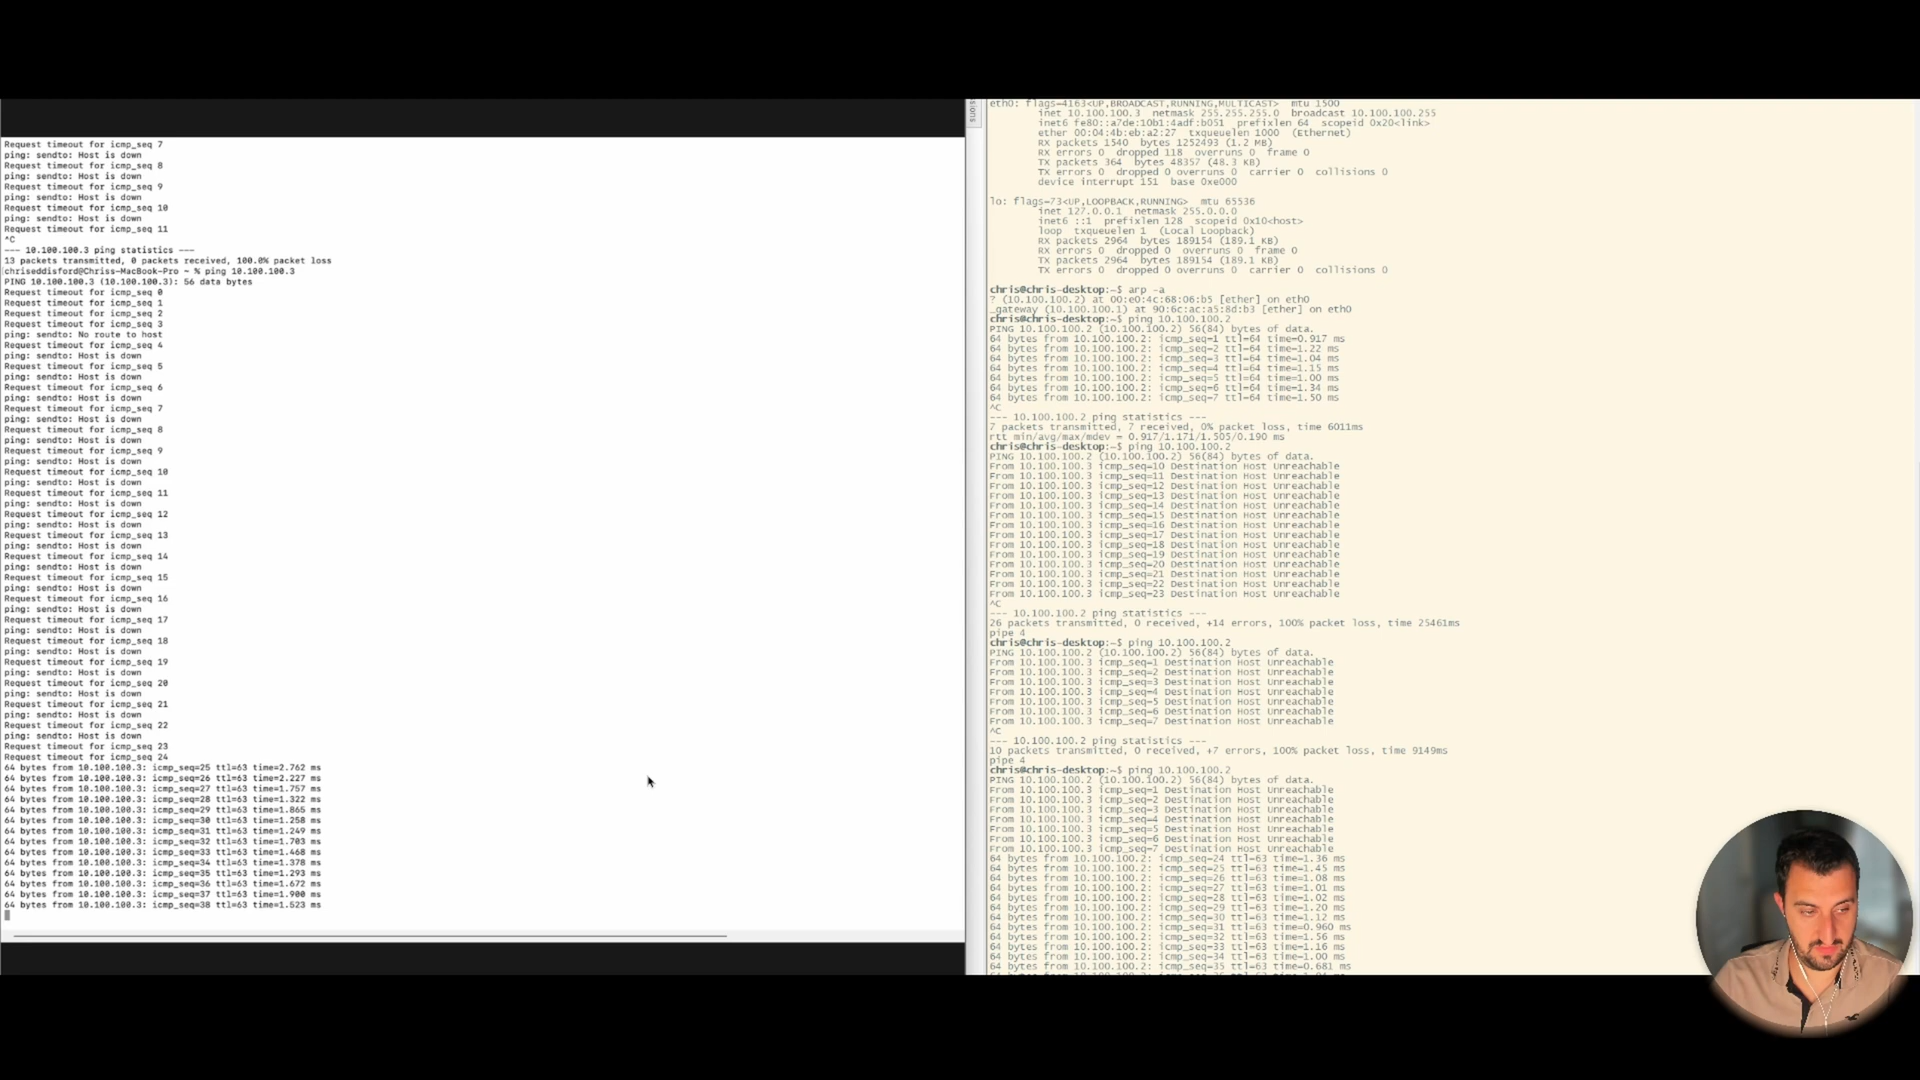 Request timeout for icmp_seq 7
ping: sendto: Host is down
Request timeout for icmp_seq 8
ping: sendto: Host is down
Request timeout for icmp_seq 9
ping: sendto: Host is down
Request timeout for icmp_seq 10
ping: sendto: Host is down
Request timeout for icmp_seq 11
^C
--- 10.100.100.3 ping statistics ---
13 packets transmitted, 0 packets received, 100.0% packet loss
chriseddisford@Chriss-MacBook-Pro ~ % ping 10.100.100.3
PING 10.100.100.3 (10.100.100.3): 56 data bytes
Request timeout for icmp_seq 0
Request timeout for icmp_seq 1
Request timeout for icmp_seq 2
Request timeout for icmp_seq 3
ping: sendto: No route to host
Request timeout for icmp_seq 4
ping: sendto: Host is down
Request timeout for icmp_seq 5
ping: sendto: Host is down
Request timeout for icmp_seq 6
ping: sendto: Host is down
Request timeout for icmp_seq 7
ping: sendto: Host is down
Request timeout for icmp_seq 8
ping: sendto: Host is down
Request timeout for icmp_seq 9
ping: sendto: Host is down
Request timeout for icmp_seq 10
ping: sendto: Host is down
Request timeout for icmp_seq 11
ping: sendto: Host is down
Request timeout for icmp_seq 12
ping: sendto: Host is down
Request timeout for icmp_seq 13
ping: sendto: Host is down
Request timeout for icmp_seq 14
ping: sendto: Host is down
Request timeout for icmp_seq 15
ping: sendto: Host is down
Request timeout for icmp_seq 16
ping: sendto: Host is down
Request timeout for icmp_seq 17
ping: sendto: Host is down
Request timeout for icmp_seq 18
ping: sendto: Host is down
Request timeout for icmp_seq 19
ping: sendto: Host is down
Request timeout for icmp_seq 20
ping: sendto: Host is down
Request timeout for icmp_seq 21
ping: sendto: Host is down
Request timeout for icmp_seq 22
ping: sendto: Host is down
Request timeout for icmp_seq 23
Request timeout for icmp_seq 24
64 bytes from 10.100.100.3: icmp_seq=25 ttl=63 time=2.762 ms
64 bytes from 10.100.100.3: icmp_seq=26 ttl=63 time=2.227 ms
64 bytes from 10.100.100.3: icmp_seq=27 ttl=63 time=1.757 ms
64 bytes from 10.100.100.3: icmp_seq=28 ttl=63 time=1.322 ms
64 bytes from 10.100.100.3: icmp_seq=29 ttl=63 time=1.865 ms
64 bytes from 10.100.100.3: icmp_seq=30 ttl=63 time=1.258 ms
64 bytes from 10.100.100.3: icmp_seq=31 ttl=63 time=1.249 ms
64 bytes from 10.100.100.3: icmp_seq=32 ttl=63 time=1.703 ms
64 bytes from 10.100.100.3: icmp_seq=33 ttl=63 time=1.468 ms
64 bytes from 10.100.100.3: icmp_seq=34 ttl=63 time=1.378 ms
64 bytes from 10.100.100.3: icmp_seq=35 ttl=63 time=1.293 ms
64 bytes from 10.100.100.3: icmp_seq=36 ttl=63 time=1.672 ms
64 bytes from 10.100.100.3: icmp_seq=37 ttl=63 time=1.900 ms
64 bytes from 10.100.100.3: icmp_seq=38 ttl=63 time=1.523 ms
eth0: flags=4163<UP,BROADCAST,RUNNING,MULTICAST> mtu 1500
inet 10.100.100.3 netmask 255.255.255.0 broadcast 10.100.100.255
inet6 fe80::a7de:10b1:4adf:b051 prefixlen 64 scopeid 0x20<link>
ether 00:04:4b:eb:a2:27 txqueuelen 1000 (Ethernet)
RX packets 1540 bytes 1252493 (1.2 MB)
RX errors 0 dropped 118 overruns 0 frame 0
TX packets 364 bytes 48357 (48.3 KB)
TX errors 0 dropped 0 overruns 0 carrier 0 collisions 0
device interrupt 151 base 0xe000
lo: flags=73<UP,LOOPBACK,RUNNING> mtu 65536
inet 127.0.0.1 netmask 255.0.0.0
inet6 ::1 prefixlen 128 scopeid 0x10<host>
loop txqueuelen 1 (Local Loopback)
RX packets 2964 bytes 189154 (189.1 KB)
RX errors 0 dropped 0 overruns 0 frame 0
TX packets 2964 bytes 189154 (189.1 KB)
TX errors 0 dropped 0 overruns 0 carrier 0 collisions 0
chris@chris-desktop:~$ arp -a
? (10.100.100.2) at 00:e0:4c:68:06:b5 [ether] on eth0
_gateway (10.100.100.1) at 90:6c:ac:a5:8d:b3 [ether] on eth0
chris@chris-desktop:~$ ping 10.100.100.2
PING 10.100.100.2 (10.100.100.2) 56(84) bytes of data.
64 bytes from 10.100.100.2: icmp_seq=1 ttl=64 time=0.917 ms
64 bytes from 10.100.100.2: icmp_seq=2 ttl=64 time=1.22 ms
64 bytes from 10.100.100.2: icmp_seq=3 ttl=64 time=1.04 ms
64 bytes from 10.100.100.2: icmp_seq=4 ttl=64 time=1.15 ms
64 bytes from 10.100.100.2: icmp_seq=5 ttl=64 time=1.00 ms
64 bytes from 10.100.100.2: icmp_seq=6 ttl=64 time=1.34 ms
64 bytes from 10.100.100.2: icmp_seq=7 ttl=64 time=1.50 ms
^C
--- 10.100.100.2 ping statistics ---
7 packets transmitted, 7 received, 0% packet loss, time 6011ms
rtt min/avg/max/mdev = 0.917/1.171/1.505/0.190 ms
chris@chris-desktop:~$ ping 10.100.100.2
PING 10.100.100.2 (10.100.100.2) 56(84) bytes of data.
From 10.100.100.3 icmp_seq=10 Destination Host Unreachable
From 10.100.100.3 icmp_seq=11 Destination Host Unreachable
From 10.100.100.3 icmp_seq=12 Destination Host Unreachable
From 10.100.100.3 icmp_seq=13 Destination Host Unreachable
From 10.100.100.3 icmp_seq=14 Destination Host Unreachable
From 10.100.100.3 icmp_seq=15 Destination Host Unreachable
From 10.100.100.3 icmp_seq=16 Destination Host Unreachable
From 10.100.100.3 icmp_seq=17 Destination Host Unreachable
From 10.100.100.3 icmp_seq=18 Destination Host Unreachable
From 10.100.100.3 icmp_seq=19 Destination Host Unreachable
From 10.100.100.3 icmp_seq=20 Destination Host Unreachable
From 10.100.100.3 icmp_seq=21 Destination Host Unreachable
From 10.100.100.3 icmp_seq=22 Destination Host Unreachable
From 10.100.100.3 icmp_seq=23 Destination Host Unreachable
^C
--- 10.100.100.2 ping statistics ---
26 packets transmitted, 0 received, +14 errors, 100% packet loss, time 25461ms
pipe 4
chris@chris-desktop:~$ ping 10.100.100.2
PING 10.100.100.2 (10.100.100.2) 56(84) bytes of data.
From 10.100.100.3 icmp_seq=1 Destination Host Unreachable
From 10.100.100.3 icmp_seq=2 Destination Host Unreachable
From 10.100.100.3 icmp_seq=3 Destination Host Unreachable
From 10.100.100.3 icmp_seq=4 Destination Host Unreachable
From 10.100.100.3 icmp_seq=5 Destination Host Unreachable
From 10.100.100.3 icmp_seq=6 Destination Host Unreachable
From 10.100.100.3 icmp_seq=7 Destination Host Unreachable
^C
--- 10.100.100.2 ping statistics ---
10 packets transmitted, 0 received, +7 errors, 100% packet loss, time 9149ms
pipe 4
chris@chris-desktop:~$ ping 10.100.100.2
PING 10.100.100.2 (10.100.100.2) 56(84) bytes of data.
From 10.100.100.3 icmp_seq=1 Destination Host Unreachable
From 10.100.100.3 icmp_seq=2 Destination Host Unreachable
From 10.100.100.3 icmp_seq=3 Destination Host Unreachable
From 10.100.100.3 icmp_seq=4 Destination Host Unreachable
From 10.100.100.3 icmp_seq=5 Destination Host Unreachable
From 10.100.100.3 icmp_seq=6 Destination Host Unreachable
From 10.100.100.3 icmp_seq=7 Destination Host Unreachable
64 bytes from 10.100.100.2: icmp_seq=24 ttl=63 time=1.36 ms
64 bytes from 10.100.100.2: icmp_seq=25 ttl=63 time=1.45 ms
64 bytes from 10.100.100.2: icmp_seq=26 ttl=63 time=1.08 ms
64 bytes from 10.100.100.2: icmp_seq=27 ttl=63 time=1.01 ms
64 bytes from 10.100.100.2: icmp_seq=28 ttl=63 time=1.02 ms
64 bytes from 10.100.100.2: icmp_seq=29 ttl=63 time=1.20 ms
64 bytes from 10.100.100.2: icmp_seq=30 ttl=63 time=1.12 ms
64 bytes from 10.100.100.2: icmp_seq=31 ttl=63 time=0.960 ms
64 bytes from 10.100.100.2: icmp_seq=32 ttl=63 time=1.56 ms
64 bytes from 10.100.100.2: icmp_seq=33 ttl=63 time=1.16 ms
64 bytes from 10.100.100.2: icmp_seq=34 ttl=63 time=1.00 ms
64 bytes from 10.100.100.2: icmp_seq=35 ttl=63 time=0.681 ms